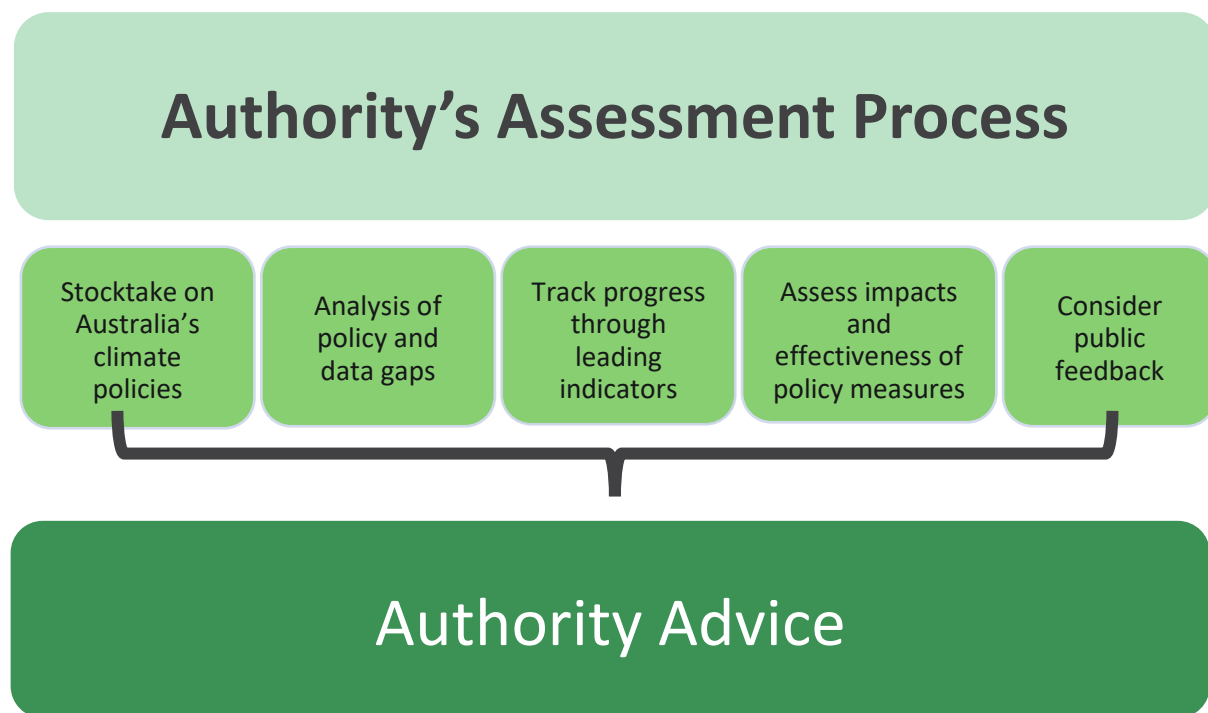 Authority’s Assessment Process
Stocktake on
Australia’s
climate
policies
Analysis of
policy and
data gaps
Track progress
through
leading
indicators
Assess impacts
and
effectiveness of
policy measures
Consider
public
feedback
Authority Advice